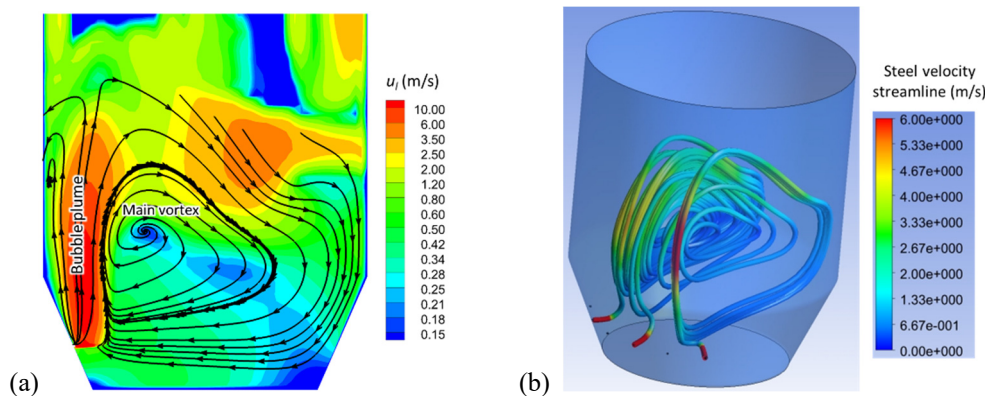 u_l (m/s)
10.00
6.00
3.50
2.50
1.20
0.80
0.60
0.50
0.42
0.34
0.28
0.25
0.21
0.18
0.15
Bubble plume
Main vortex
(a)
Steel velocity
streamline (m/s)
6.00e+000
5.33e+000
4.67e+000
4.00e+000
3.33e+000
2.67e+000
2.00e+000
1.33e+000
6.67e-001
0.00e+000
(b)